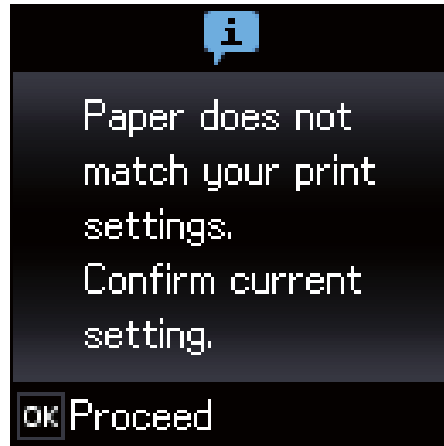 i
Paper does not
match your print
settings.
Confirm current
setting.
OK Proceed